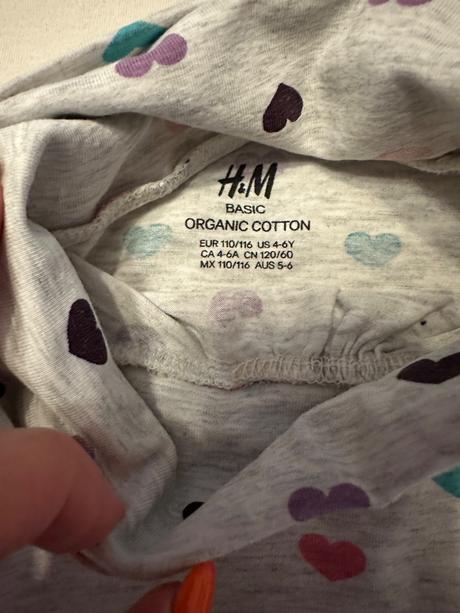 H&M
BASIC
ORGANIC COTTON
EUR 110/116 US 4-6Y
CA 4-6A CN 120/60
MX 110/116 AUS 5-6